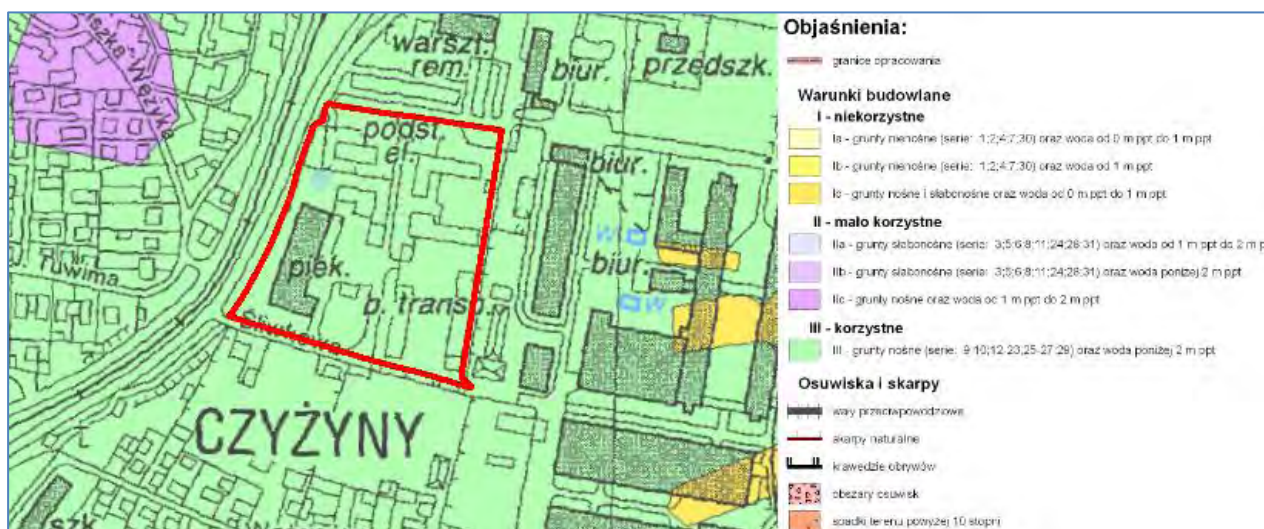 warszt.
rem.
biur.
przedszk.
podst.
el.
biur.
W
biur.
W
piek.
b. transp.
Tuwima
Śliwkowa
CZYŻYNY
szk.
Objaśnienia:
granice opracowania
Warunki budowlane
I - niekorzystne
Ia - grunty nienośne (serie: 1;2;4;7;30) oraz woda od 0 m ppt do 1 m ppt
Ib - grunty nienośne (serie: 1;2;4;7;30) oraz woda od 1 m ppt
Ic - grunty nośne i słabonośne oraz woda od 0 m ppt do 1 m ppt
II - mało korzystne
IIa - grunty słabonośne (serie: 3;5;6;8;11;24;28;31) oraz woda od 1 m ppt do 2 m p
IIb - grunty słabonośne (serie: 3;5;6;8;11;24;28;31) oraz woda poniżej 2 m ppt
IIc - grunty nośne oraz woda od 1 m ppt do 2 m ppt
III - korzystne
III - grunty nośne (serie: 9;10;12-23;25-27;29) oraz woda poniżej 2 m ppt
Osuwiska i skarpy
wały przeciwpowodziowe
skarpy naturalne
krawędzie obrywów
obszary osuwisk
spadki terenu powyżej 10 stopni